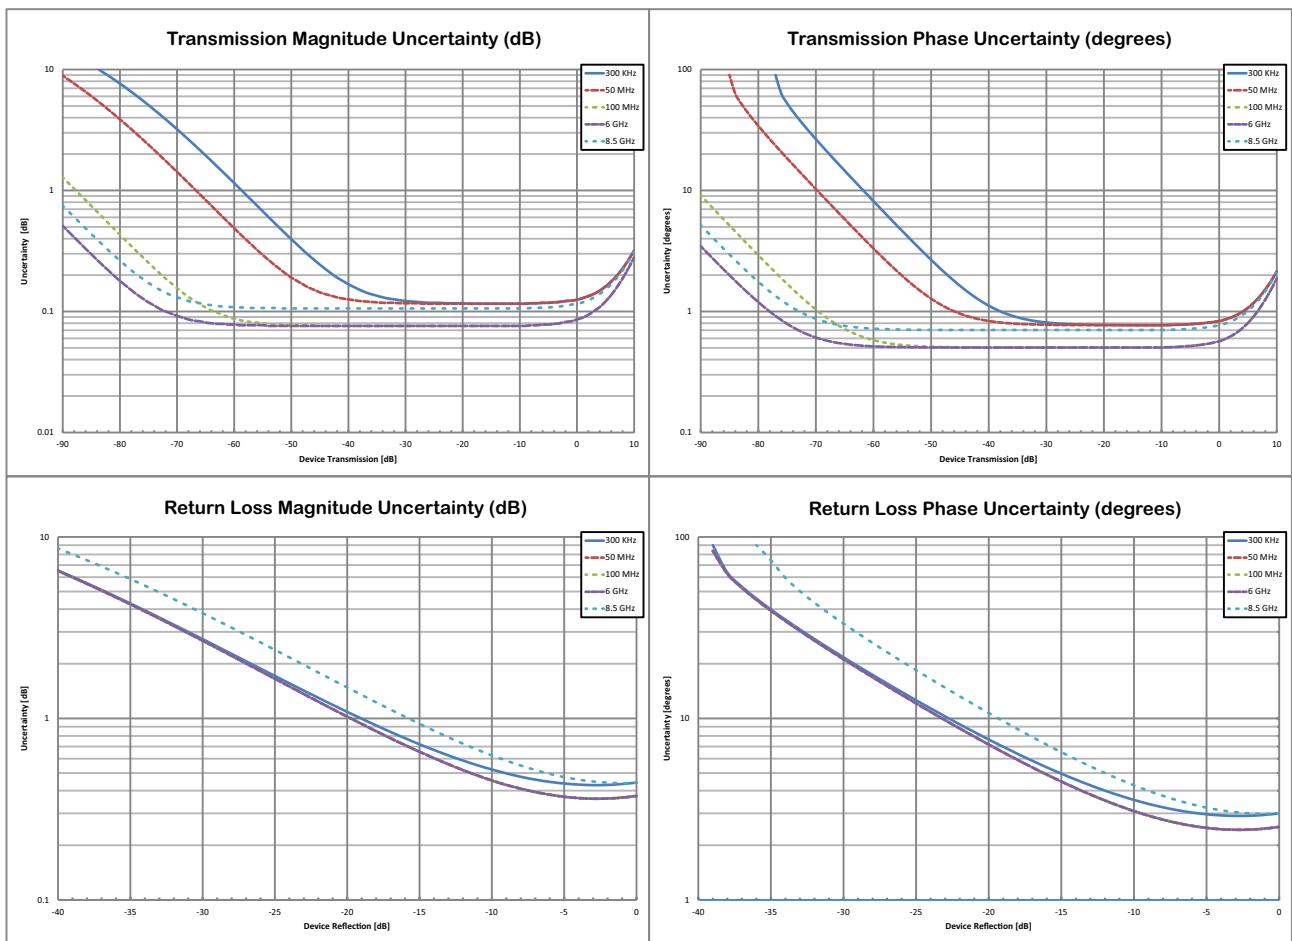 Transmission Magnitude Uncertainty (dB)
10
1
0.1
0.01
Uncertainty [dB]
300 KHz
50 MHz
100 MHz
6 GHz
8.5 GHz
-90 -80 -70 -60 -50 -40 -30 -20 -10 0 10
Device Transmission [dB]
Transmission Phase Uncertainty (degrees)
100
10
1
0.1
Uncertainty [degrees]
300 KHz
50 MHz
100 MHz
6 GHz
8.5 GHz
-90 -80 -70 -60 -50 -40 -30 -20 -10 0 10
Device Transmission [dB]
Return Loss Magnitude Uncertainty (dB)
10
1
0.1
Uncertainty [dB]
300 KHz
50 MHz
100 MHz
6 GHz
8.5 GHz
-40 -35 -30 -25 -20 -15 -10 -5 0
Device Reflection [dB]
Return Loss Phase Uncertainty (degrees)
100
10
1
Uncertainty [degrees]
300 KHz
50 MHz
100 MHz
6 GHz
8.5 GHz
-40 -35 -30 -25 -20 -15 -10 -5 0
Device Reflection [dB]